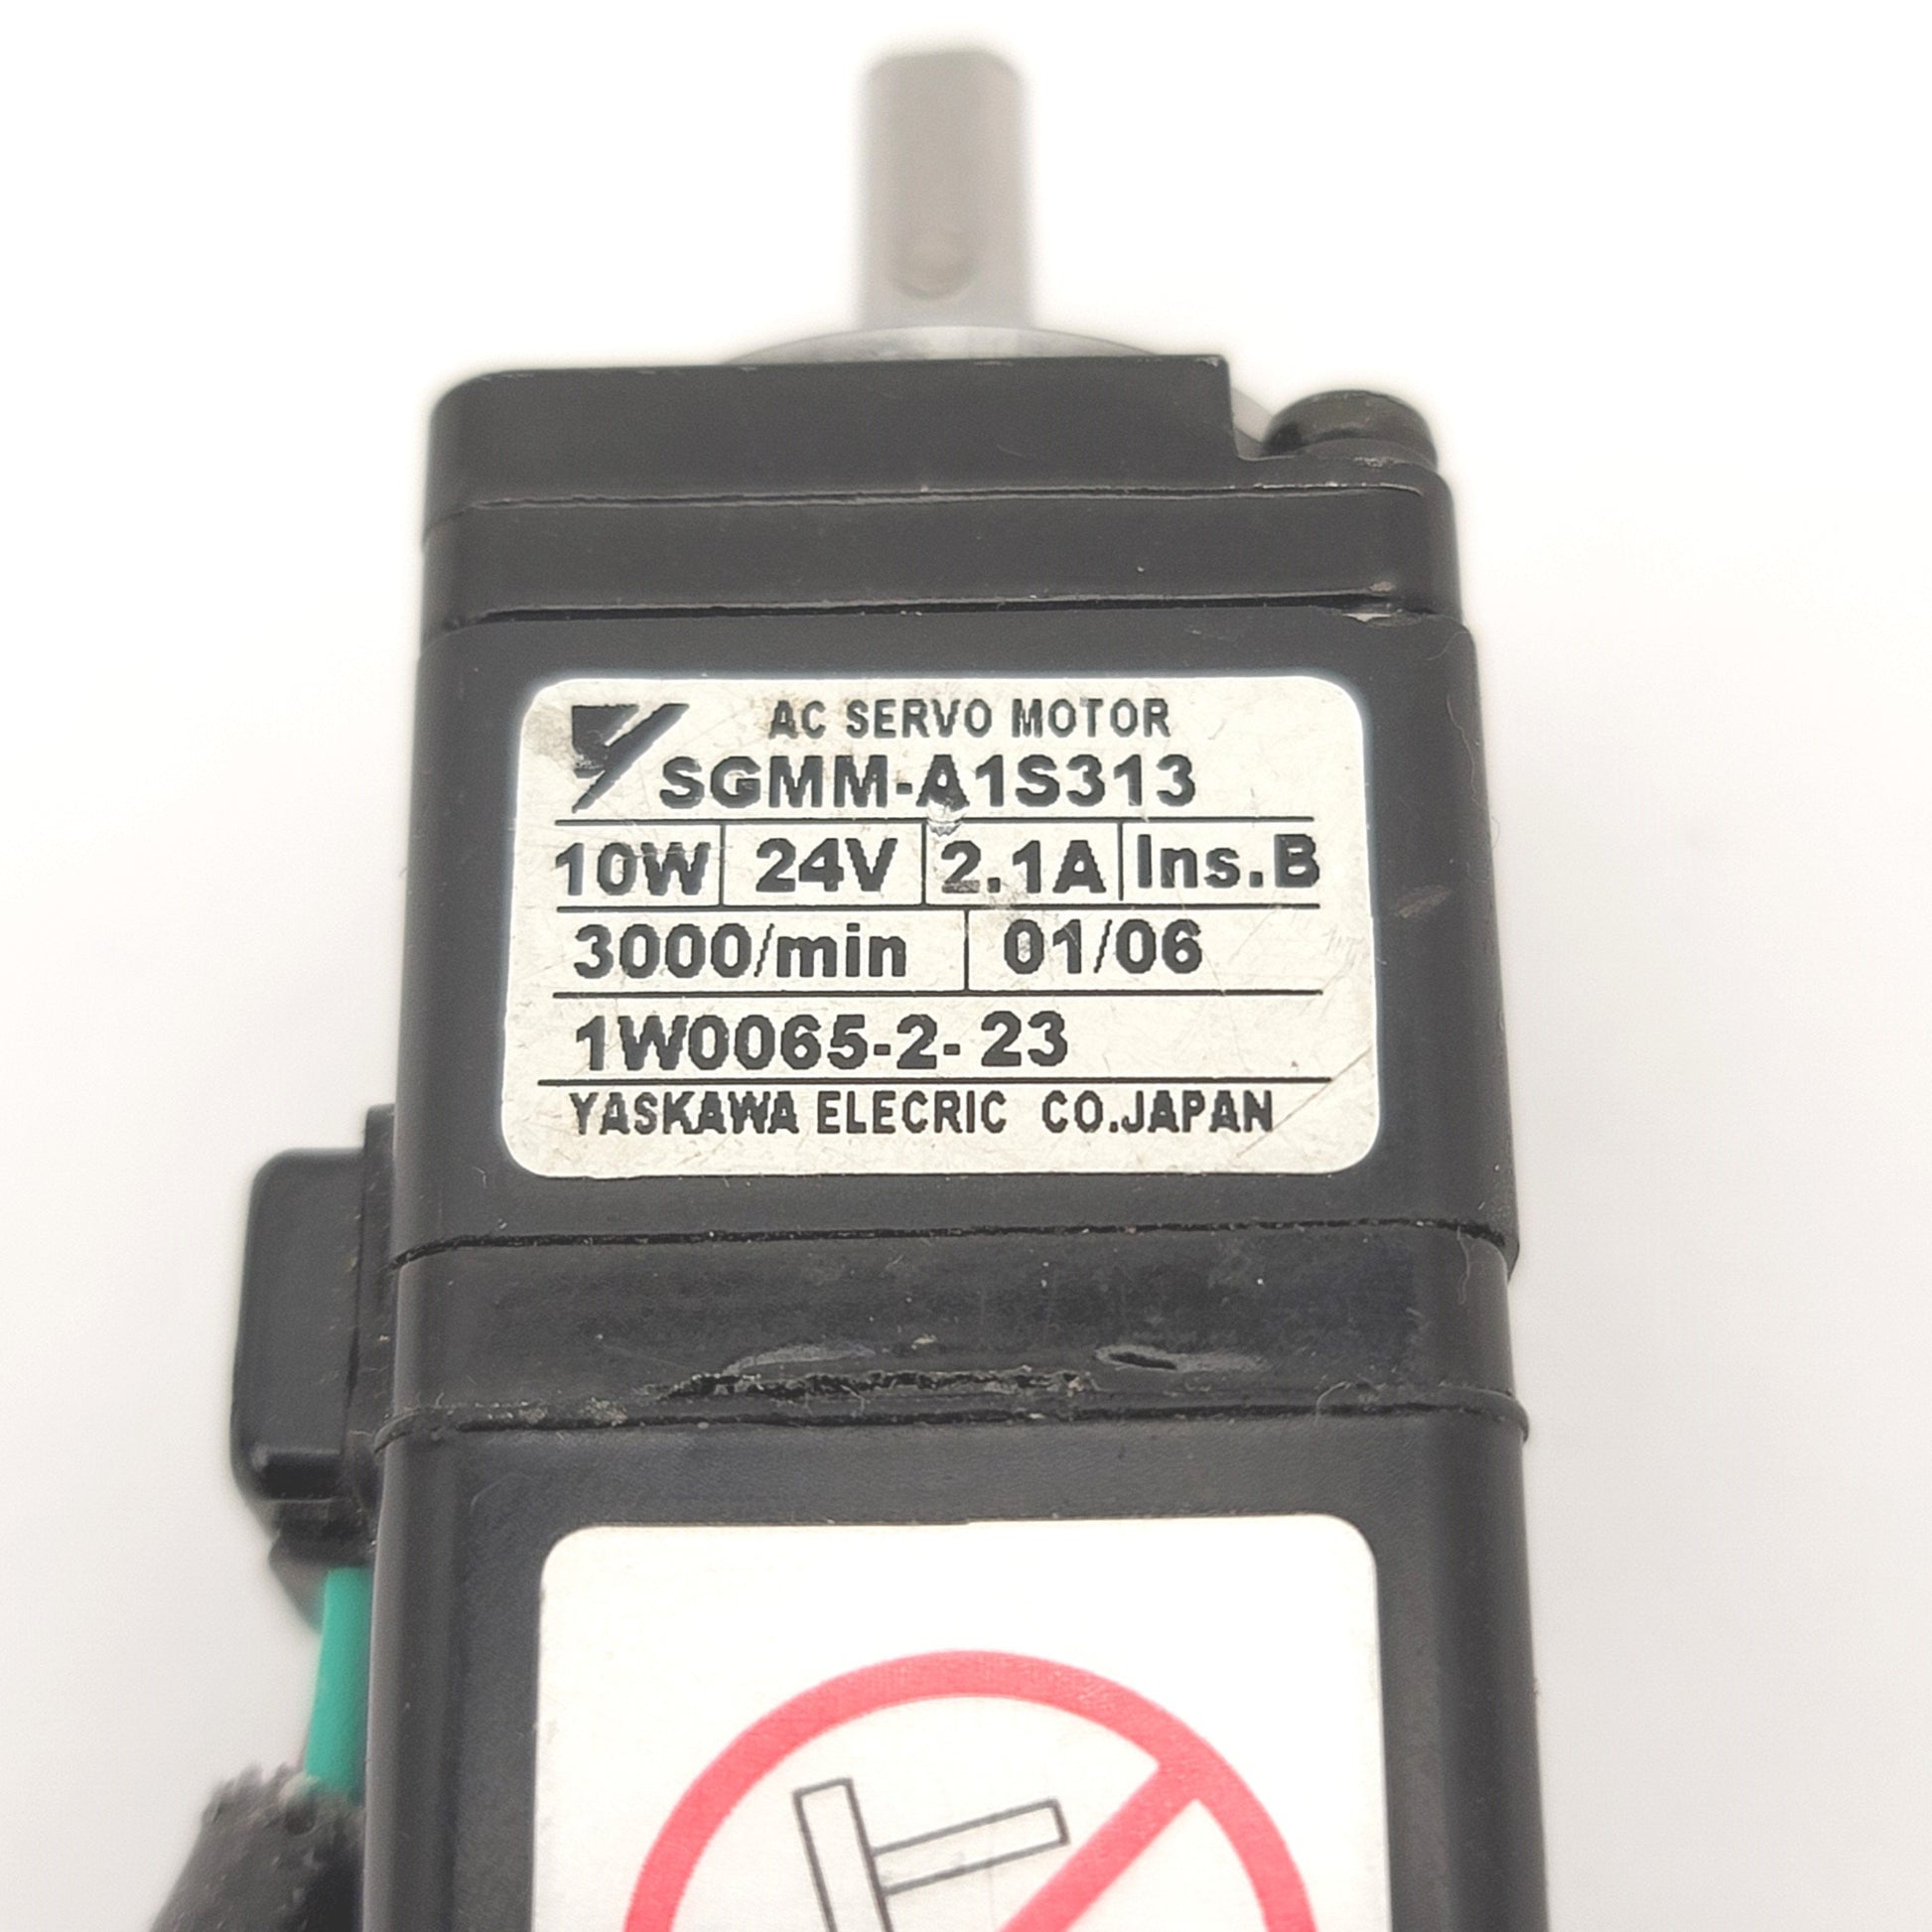 AC SERVO MOTOR
SGMM-A1S313
10W 24V 2.1A Ins.B
3000/min 01/06
1W0065-2-23
YASKAWA ELECRIC CO.JAPAN